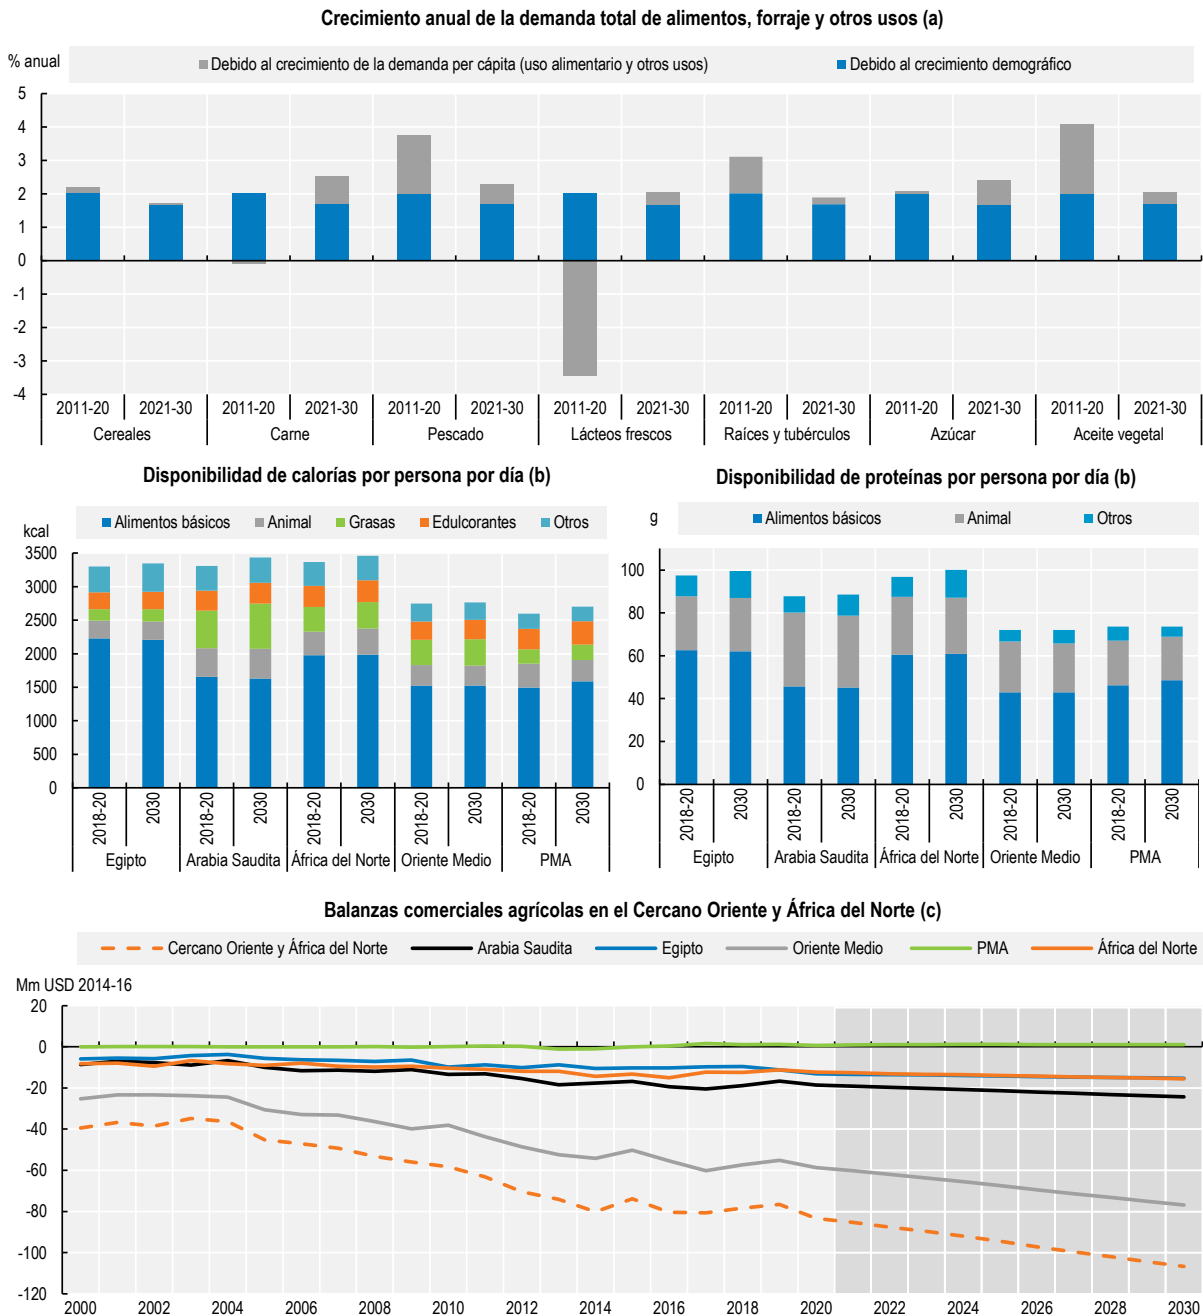 Crecimiento anual de la demanda total de alimentos, forraje y otros usos (a)
% anual
Debido al crecimiento de la demanda per cápita (uso alimentario y otros usos)
Debido al crecimiento demográfico
5
4
3
2
1
0
-1
-2
-3
-4
2011-20 2021-30 2011-20 2021-30 2011-20 2021-30 2011-20 2021-30 2011-20 2021-30 2011-20 2021-30 2011-20 2021-30
Cereales Carne Pescado Lácteos frescos Raíces y tubérculos Azúcar Aceite vegetal
Disponibilidad de calorías por persona por día (b)
kcal
Alimentos básicos Animal Grasas Edulcorantes Otros
3500
3000
2500
2000
1500
1000
500
0
2018-20 2030 2018-20 2030 2018-20 2030 2018-20 2030 2018-20 2030
Egipto Arabia Saudita África del Norte Oriente Medio PMA
Disponibilidad de proteínas por persona por día (b)
g
Alimentos básicos Animal Otros
100
80
60
40
20
0
2018-20 2030 2018-20 2030 2018-20 2030 2018-20 2030 2018-20 2030
Egipto Arabia Saudita África del Norte Oriente Medio PMA
Balanzas comerciales agrícolas en el Cercano Oriente y África del Norte (c)
Cercano Oriente y África del Norte Arabia Saudita Egipto Oriente Medio PMA África del Norte
Mm USD 2014-16
20
0
-20
-40
-60
-80
-100
-120
2000 2002 2004 2006 2008 2010 2012 2014 2016 2018 2020 2022 2024 2026 2028 2030